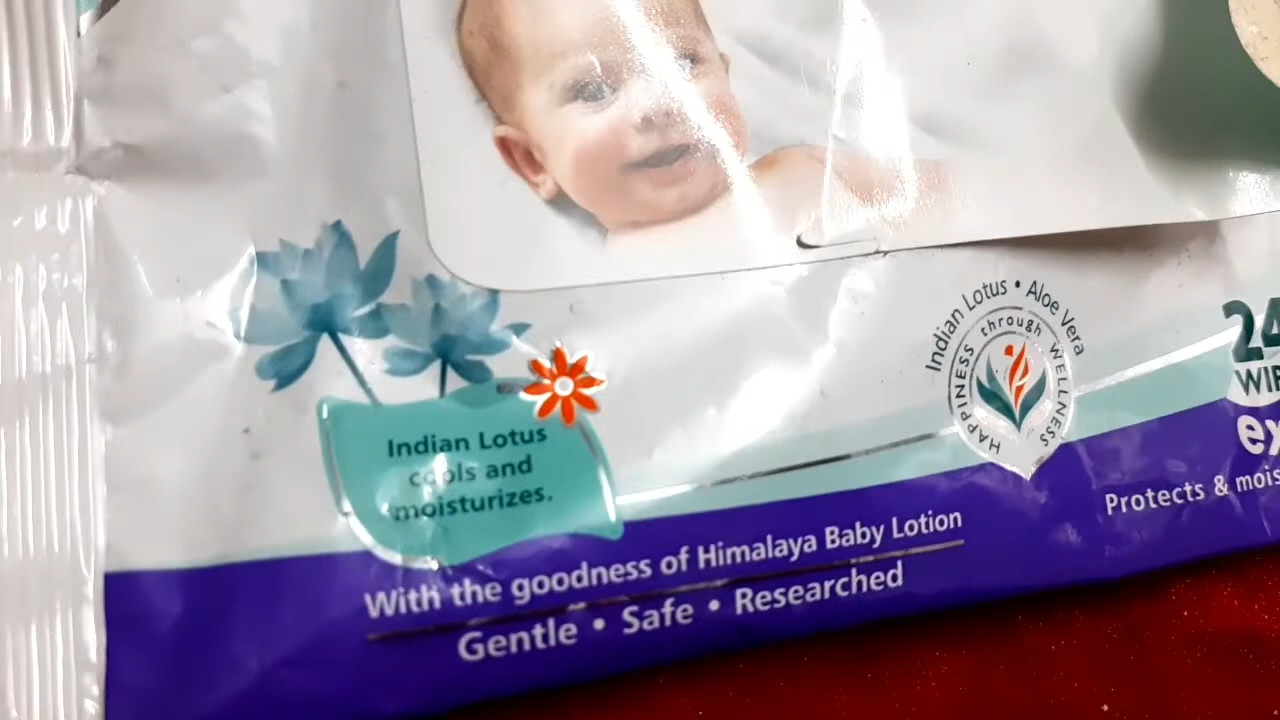 Indian Lotus • Aloe Vera
HAPPINESS through WELLNESS
24
Indian Lotus
cools and
moisturizes.
Protects &
With the goodness of Himalaya Baby Lotion
Gentle • Safe • Researched